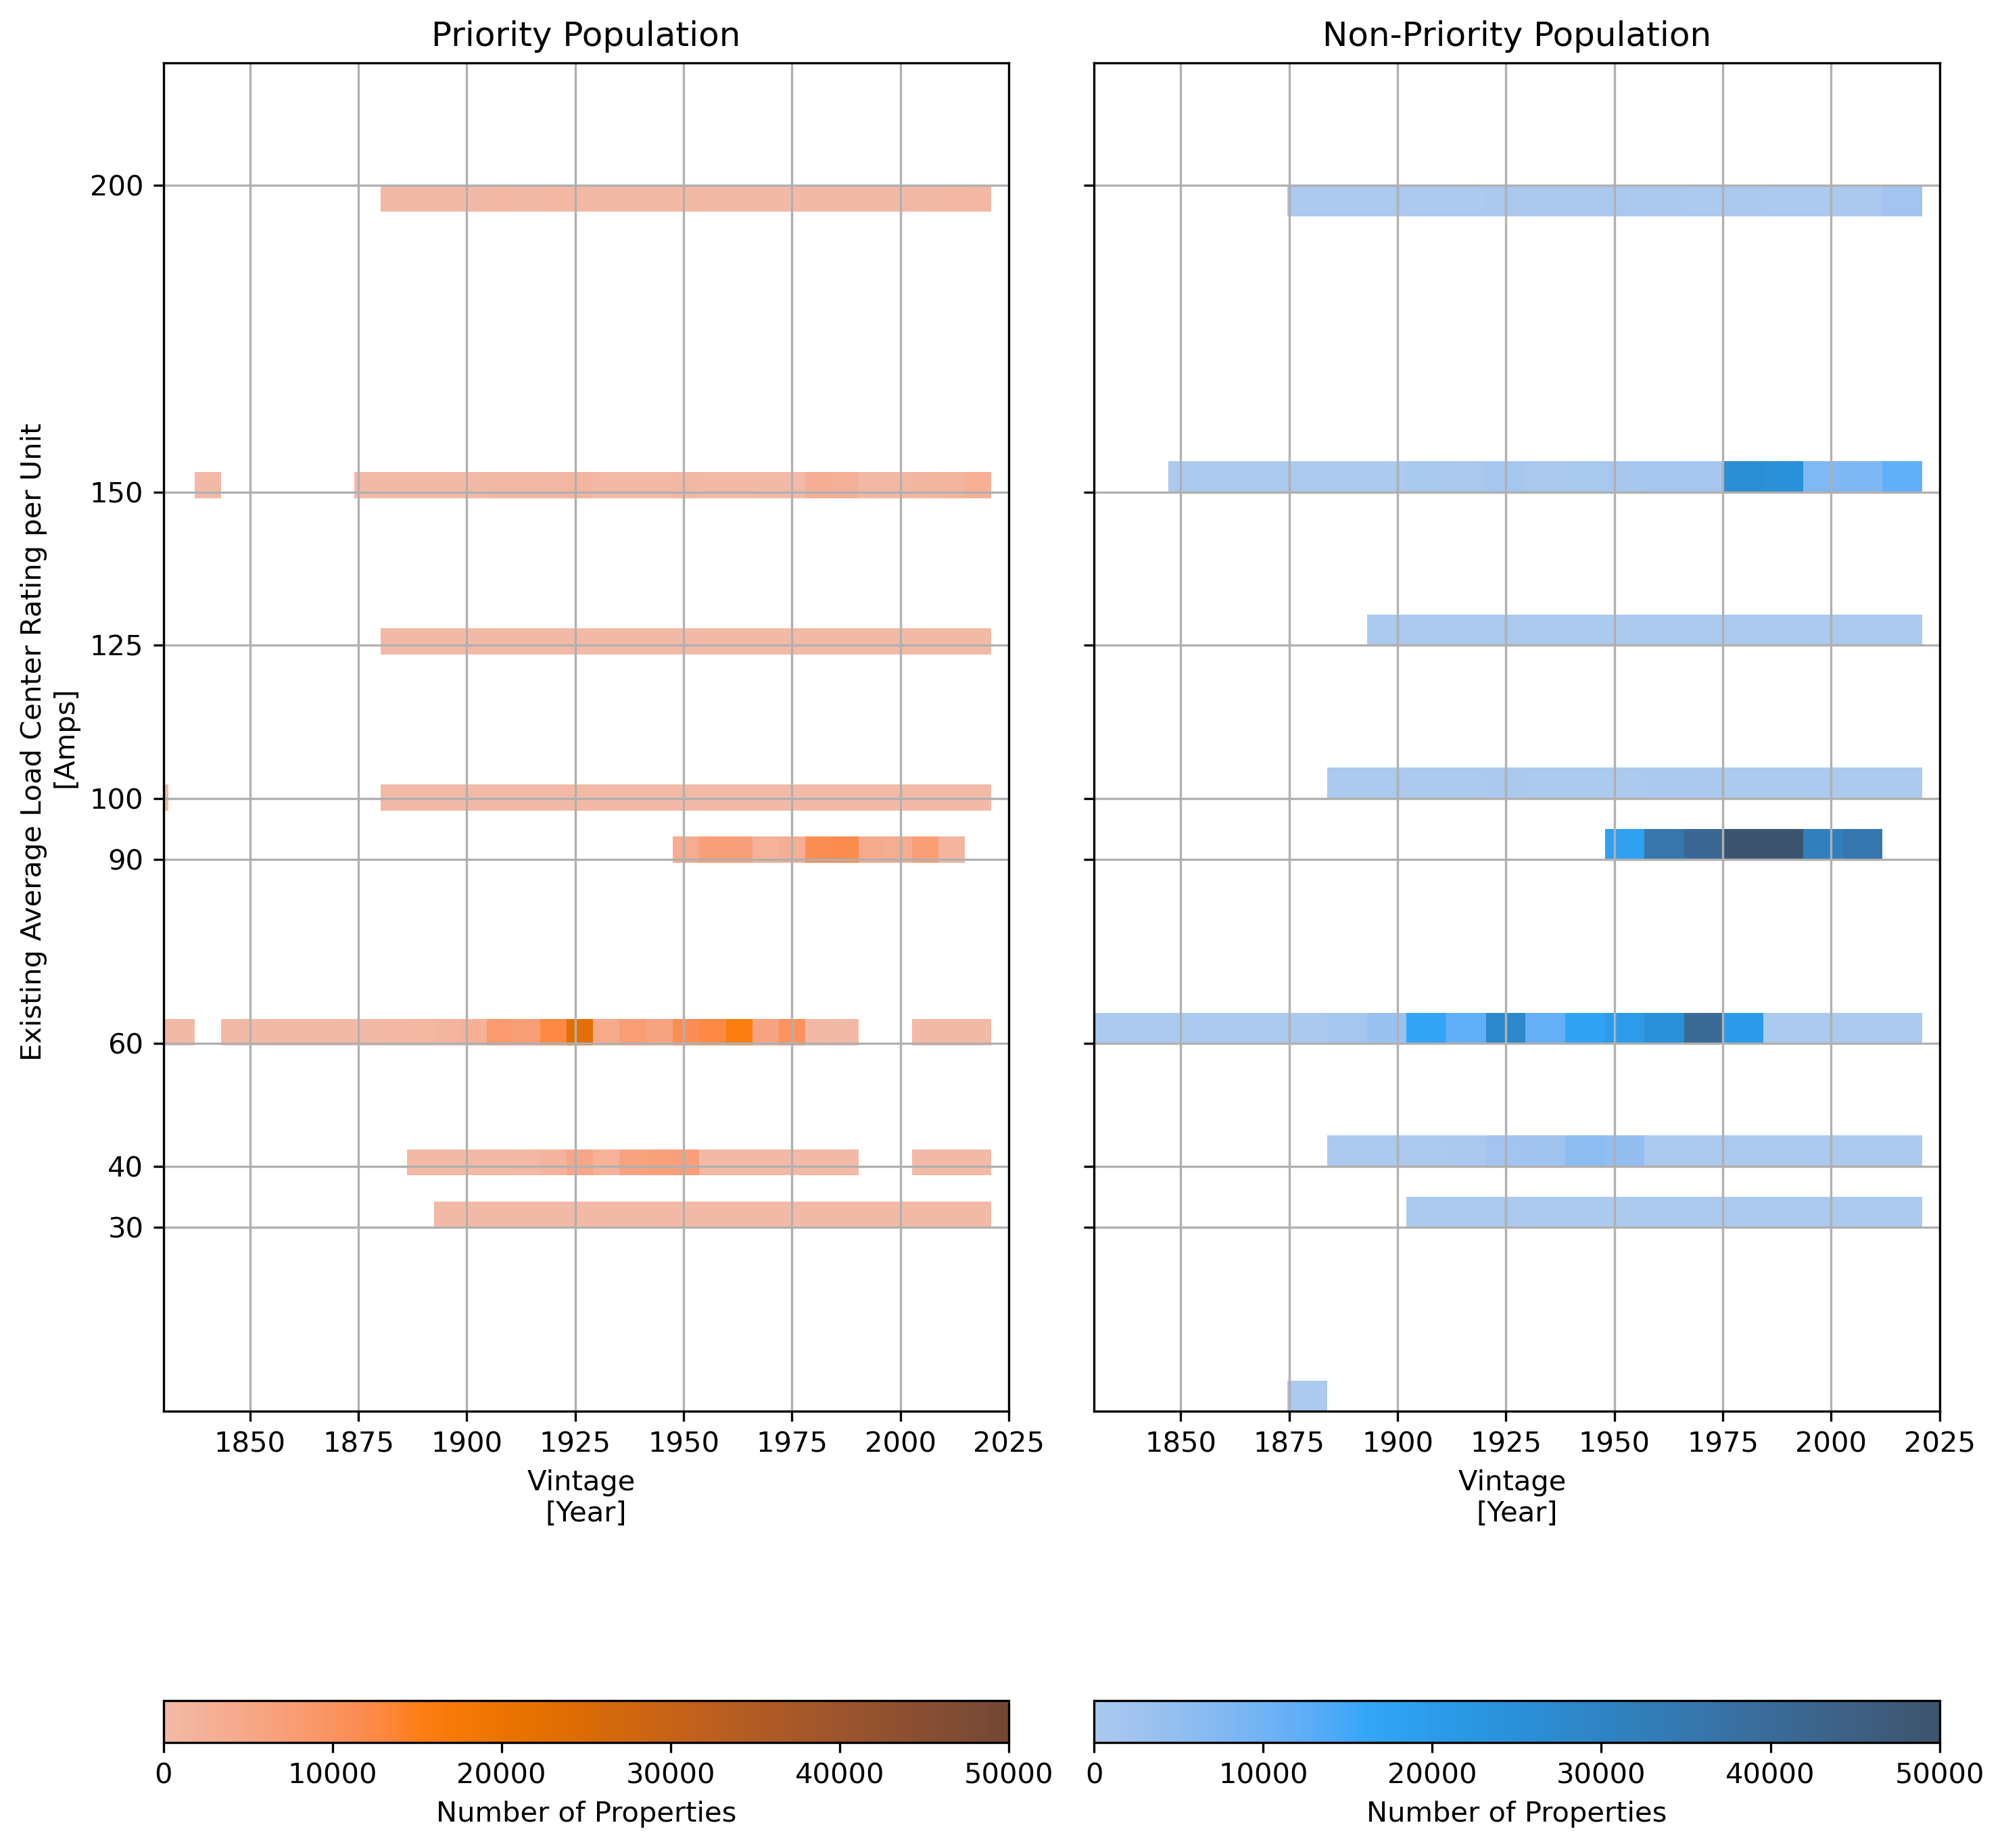 Priority Population
Non-Priority Population
Existing Average Load Center Rating per Unit
[Amps]
200
150
125
100
90
60
40
30
1850 1875 1900 1925 1950 1975 2000 2025
Vintage
[Year]
1850 1875 1900 1925 1950 1975 2000 2025
Vintage
[Year]
0 10000 20000 30000 40000 50000
Number of Properties
0 10000 20000 30000 40000 50000
Number of Properties